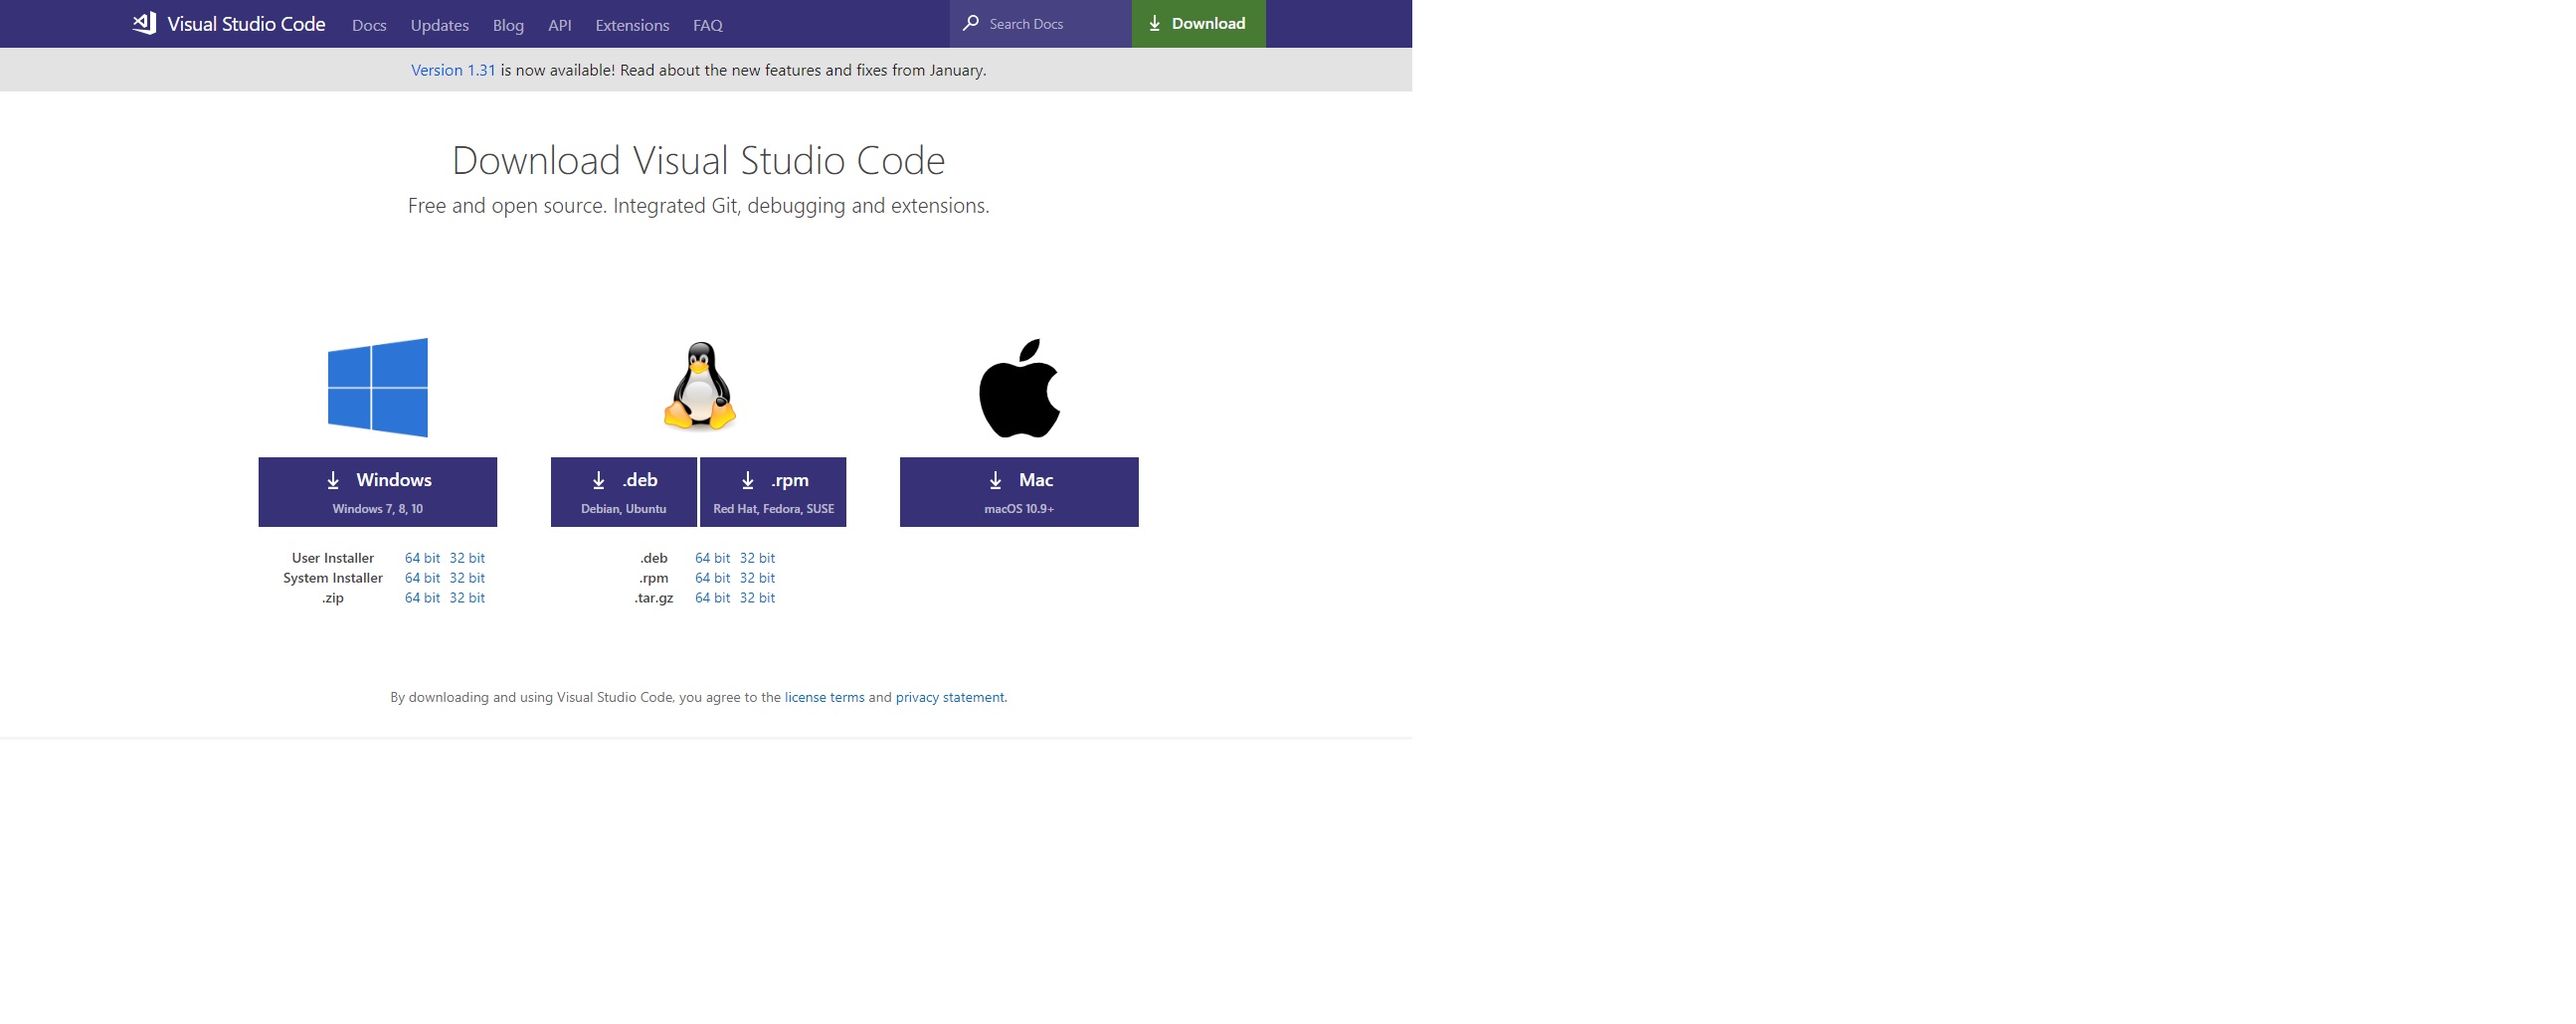 Visual Studio Code Docs Updates Blog API Extensions FAQ Search Docs Download
Version 1.31 is now available! Read about the new features and fixes from January.
Download Visual Studio Code
Free and open source. Integrated Git, debugging and extensions.
Windows
Windows 7, 8, 10
.deb
Debian, Ubuntu
.rpm
Red Hat, Fedora, SUSE
Mac
macOS 10.9+
User Installer 64 bit 32 bit
System Installer 64 bit 32 bit
.zip 64 bit 32 bit
.deb 64 bit 32 bit
.rpm 64 bit 32 bit
.tar.gz 64 bit 32 bit
By downloading and using Visual Studio Code, you agree to the license terms and privacy statement.